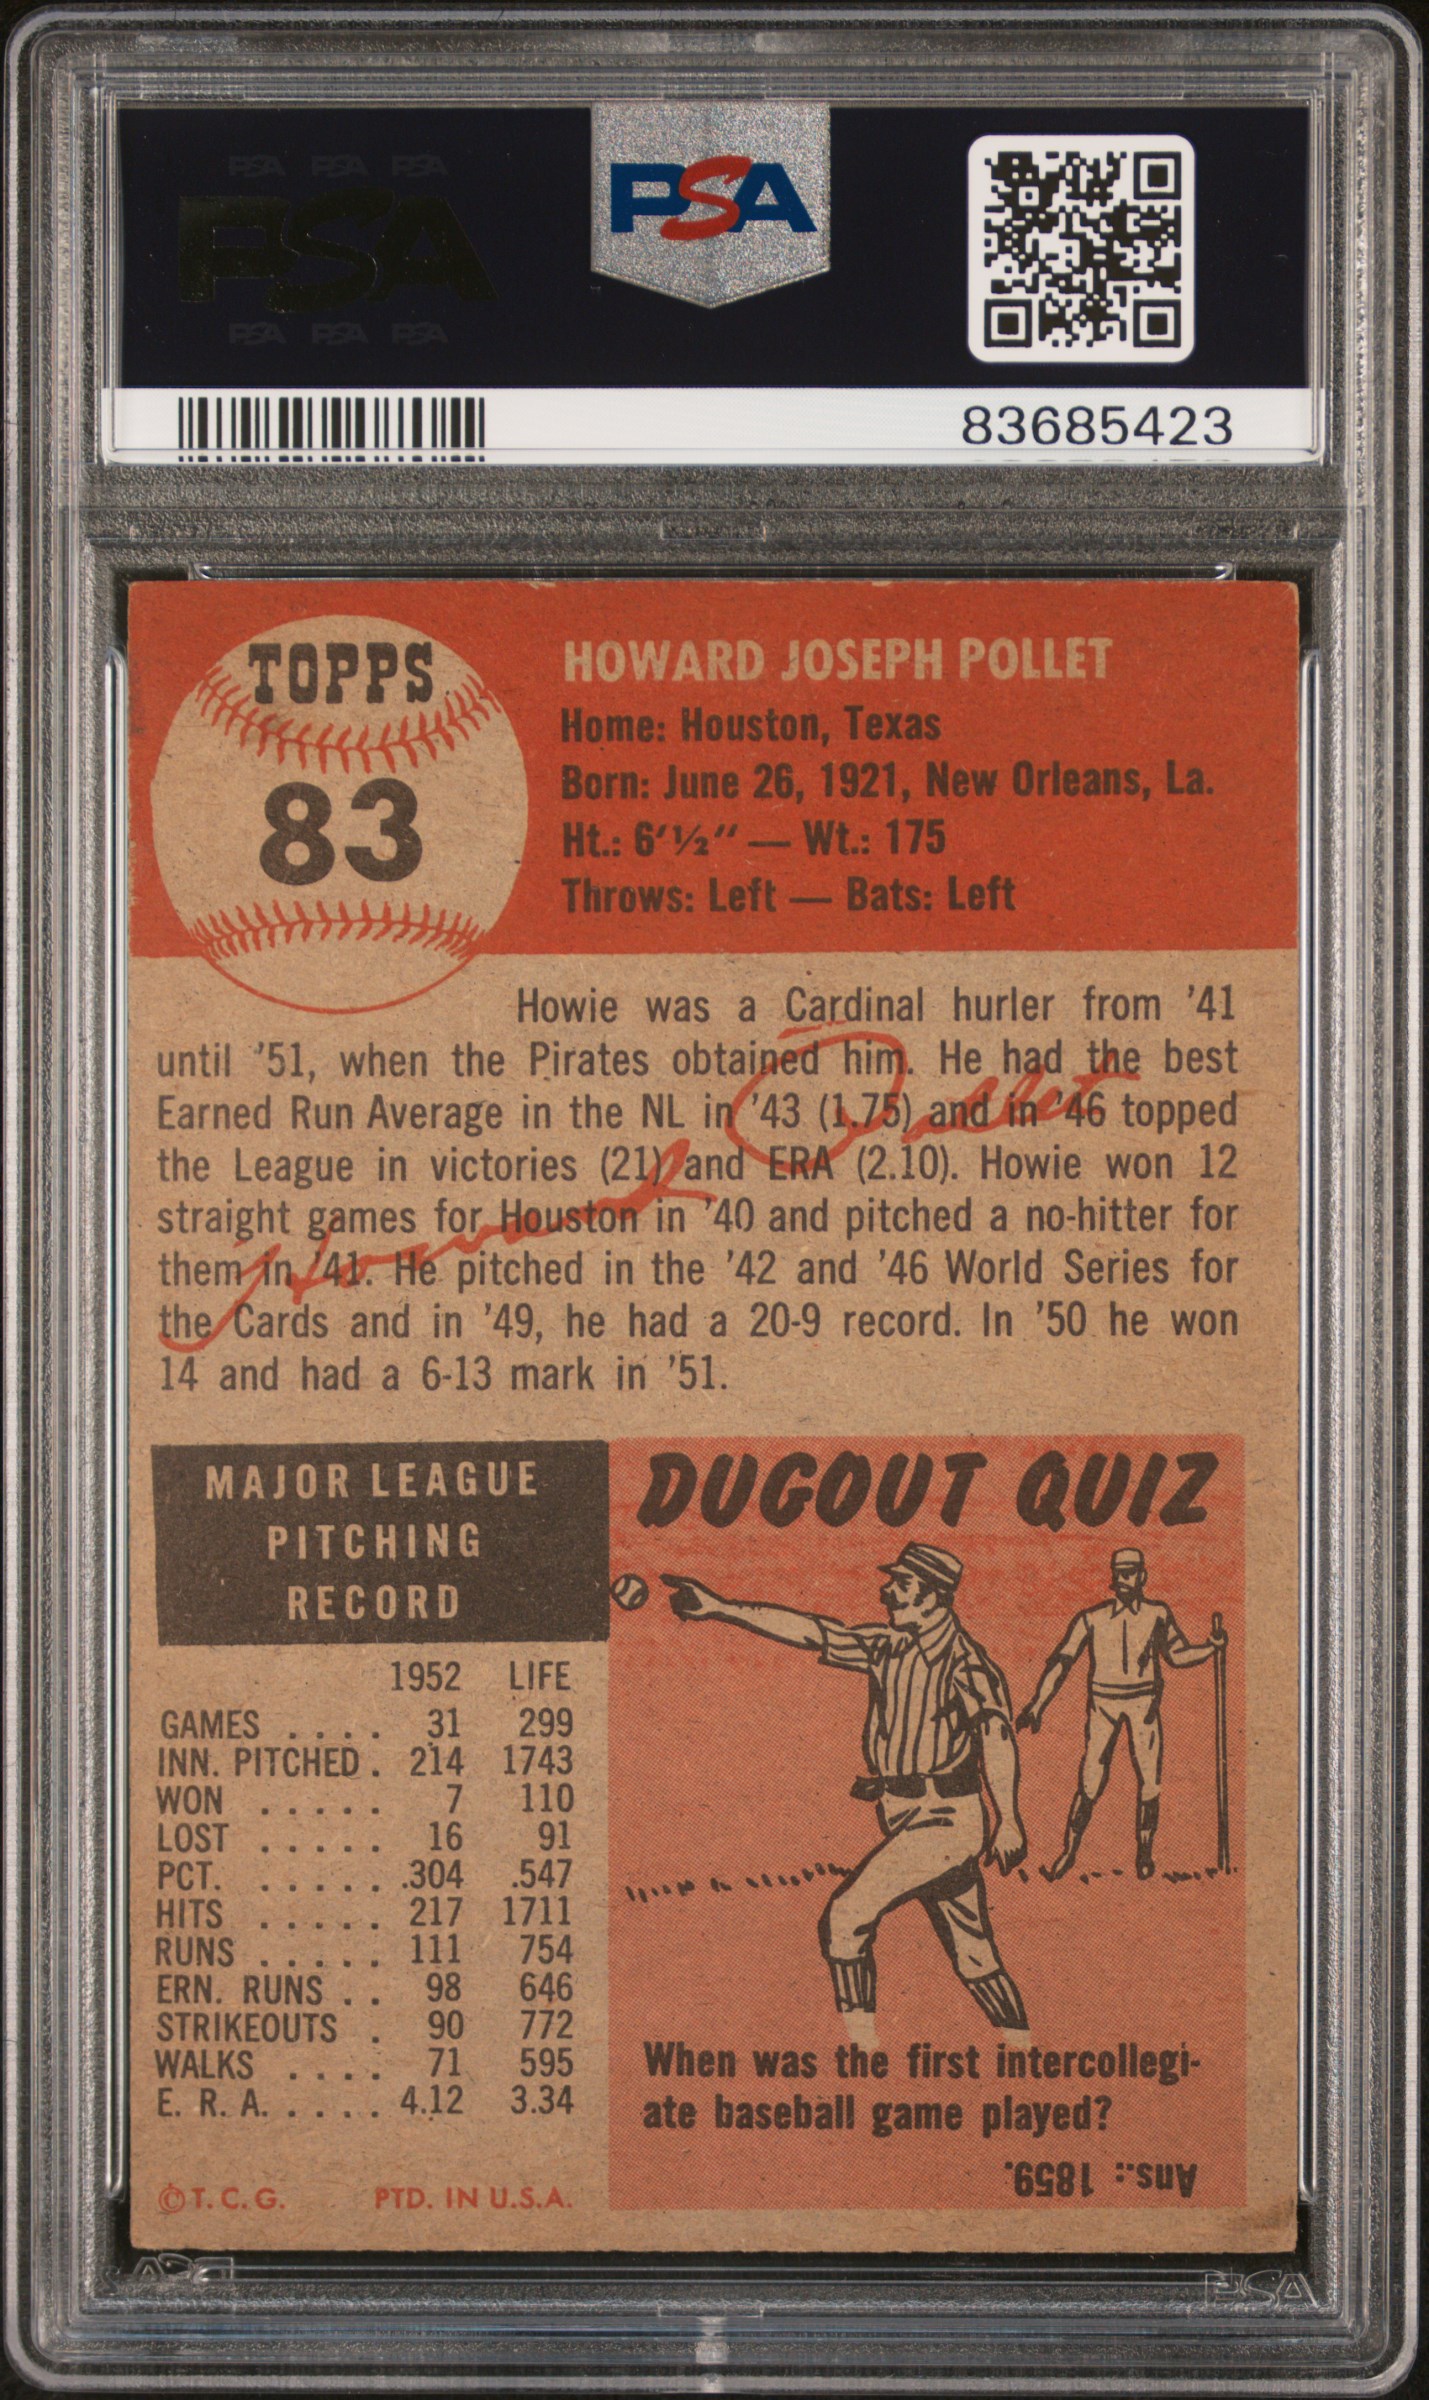 PSA PSA PSA
PSA
PSA PSA PSA
PSA
83685423
TOPPS
83
HOWARD JOSEPH POLLET
Home: Houston, Texas
Born: June 26, 1921, New Orleans, La.
Ht.: 6'½" — Wt.: 175
Throws: Left — Bats: Left
Howie was a Cardinal hurler from '41
until '51, when the Pirates obtained him. He had the best
Earned Run Average in the NL in '43 (1.75) and in '46 topped
the League in victories (21) and ERA (2.10). Howie won 12
straight games for Houston in '40 and pitched a no-hitter for
them in '41. He pitched in the '42 and '46 World Series for
the Cards and in '49, he had a 20-9 record. In '50 he won
14 and had a 6-13 mark in '51.
Howard Pollet
MAJOR LEAGUE
PITCHING
RECORD
1952 LIFE
GAMES . . . . 31 299
INN. PITCHED . 214 1743
WON . . . . . 7 110
LOST . . . . . 16 91
PCT. . . . . . .304 .547
HITS . . . . . 217 1711
RUNS . . . . . 111 754
ERN. RUNS . . 98 646
STRIKEOUTS . 90 772
WALKS . . . . 71 595
E. R. A. . . . . . 4.12 3.34
© T. C. G. PTD. IN U.S.A.
DUGOUT QUIZ
When was the first intercollegi-
ate baseball game played?
Ans.: 1859.
PSA
PSA